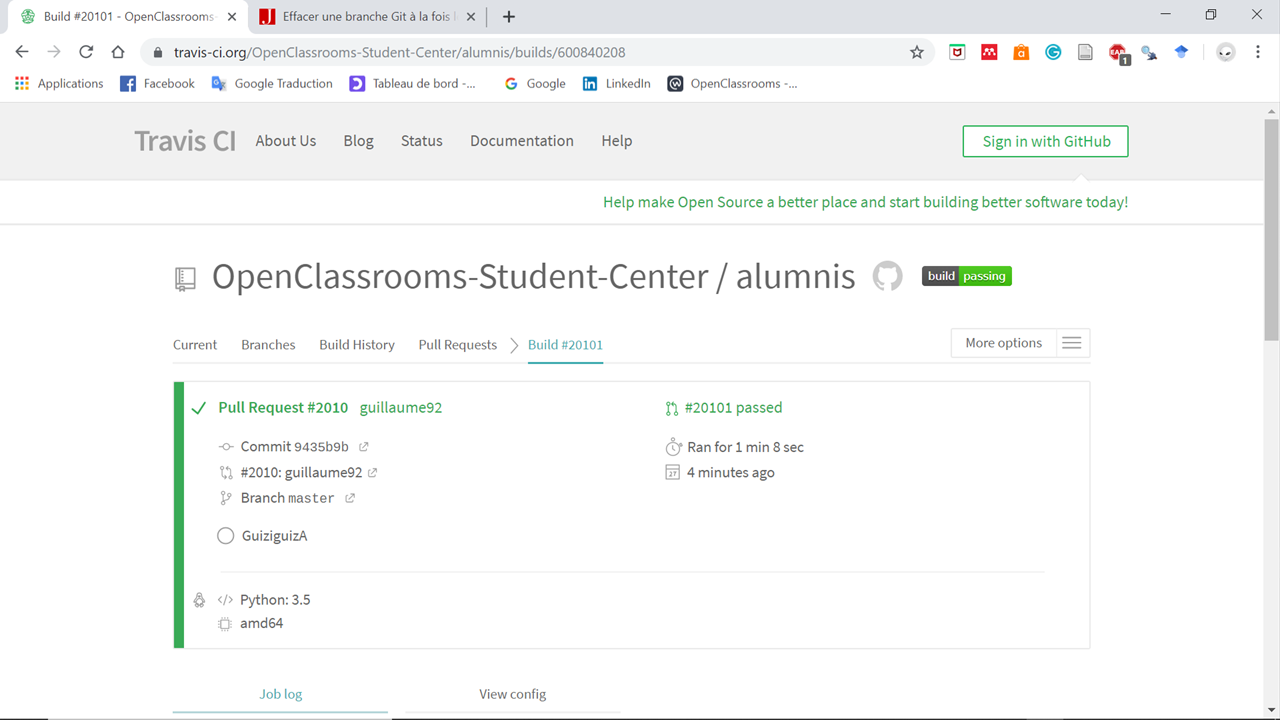 Build #20101 - OpenClassrooms-
Effacer une branche Git à la fois
travis-ci.org/OpenClassrooms-Student-Center/alumnis/builds/600840208
1
Applications Facebook Google Traduction Tableau de bord -... Google LinkedIn OpenClassrooms -...
Travis CI About Us Blog Status Documentation Help Sign in with GitHub
Help make Open Source a better place and start building better software today!
OpenClassrooms-Student-Center / alumnis build passing
Current Branches Build History Pull Requests Build #20101 More options
Pull Request #2010 guillaume92 #20101 passed
Commit 9435b9b Ran for 1 min 8 sec
#2010: guillaume92 27 4 minutes ago
Branch master
GuiziguizA
Python: 3.5
amd64
Job log View config